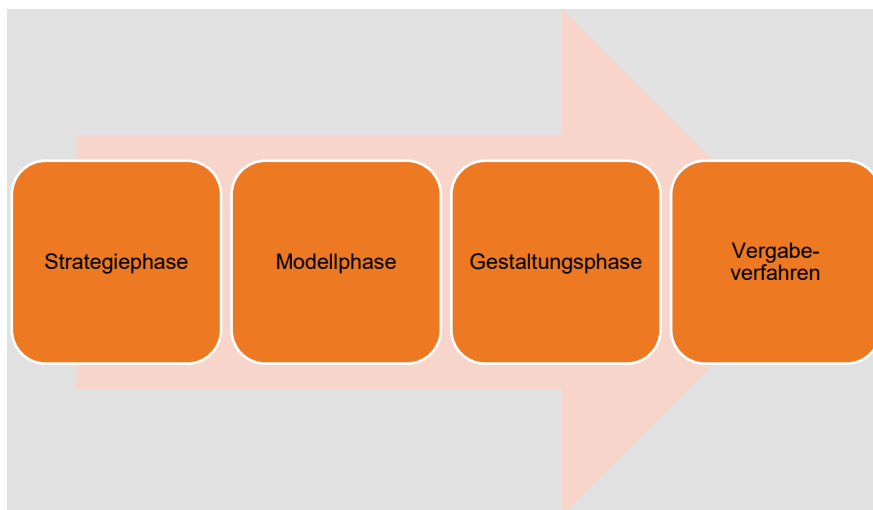 Strategiephase
Modellphase
Gestaltungsphase
Vergabe-
verfahren